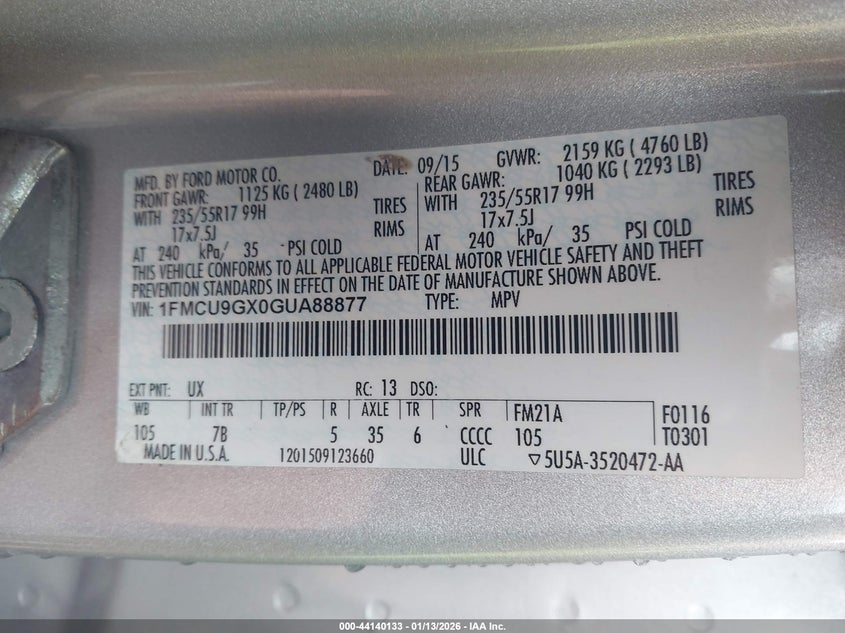 MFD. BY FORD MOTOR CO. DATE: 09/15 GVWR: 2159 KG ( 4760 LB)
FRONT GAWR: 1125 KG ( 2480 LB) REAR GAWR: 1040 KG ( 2293 LB)
WITH 235/55R17 99H TIRES WITH 235/55R17 99H TIRES
17x7.5J RIMS 17x7.5J RIMS
AT 240 kPa/ 35 PSI COLD AT 240 kPa/ 35 PSI COLD
THIS VEHICLE CONFORMS TO ALL APPLICABLE FEDERAL MOTOR VEHICLE SAFETY AND THEFT
PREVENTION STANDARDS IN EFFECT ON THE DATE OF MANUFACTURE SHOWN ABOVE.
VIN: 1FMCU9GX0GUA88877 TYPE: MPV
EXT PNT: UX RC: 13 DSO:
WB INT TR TP/PS R AXLE TR SPR FM21A F0116
105 7B 5 35 6 CCCC 105 T0301
MADE IN U.S.A. 1201509123660 ULC ▽5U5A-3520472-AA
000-44140133 - 01/13/2026 - IAA Inc.